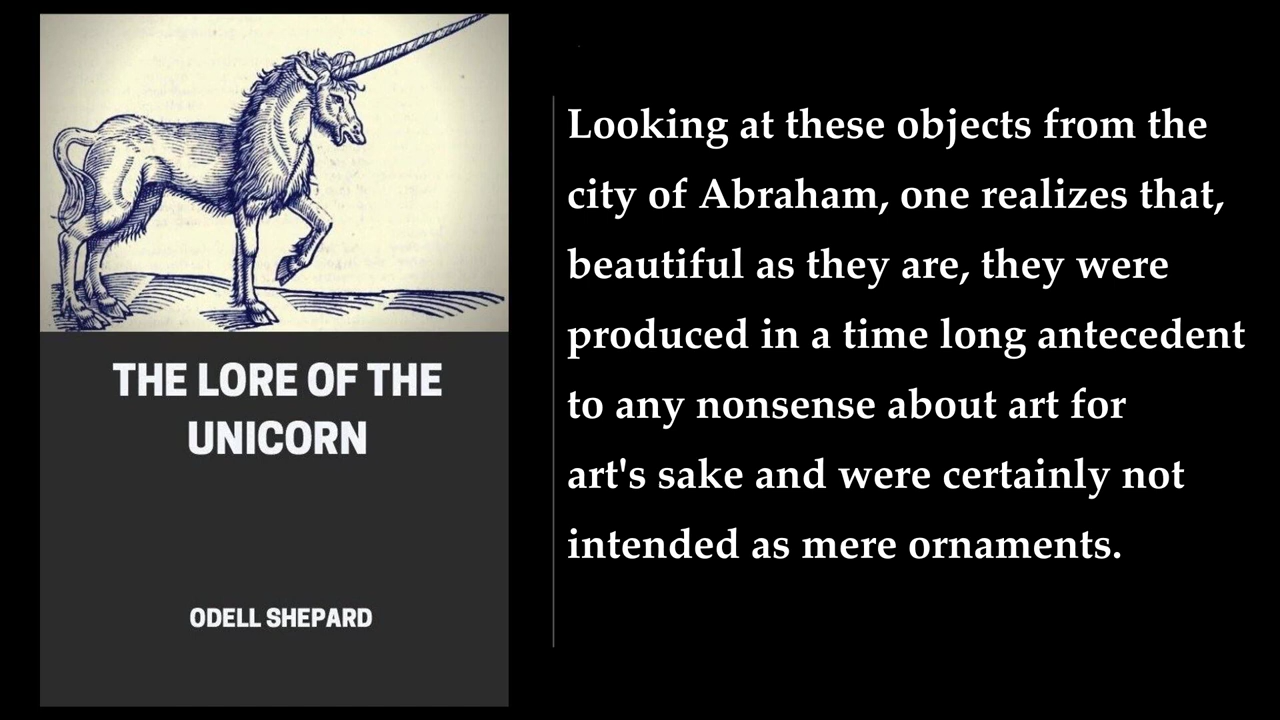 THE LORE OF THE
UNICORN
ODELL SHEPARD
Looking at these objects from the
city of Abraham, one realizes that,
beautiful as they are, they were
produced in a time long antecedent
to any nonsense about art for
art's sake and were certainly not
intended as mere ornaments.